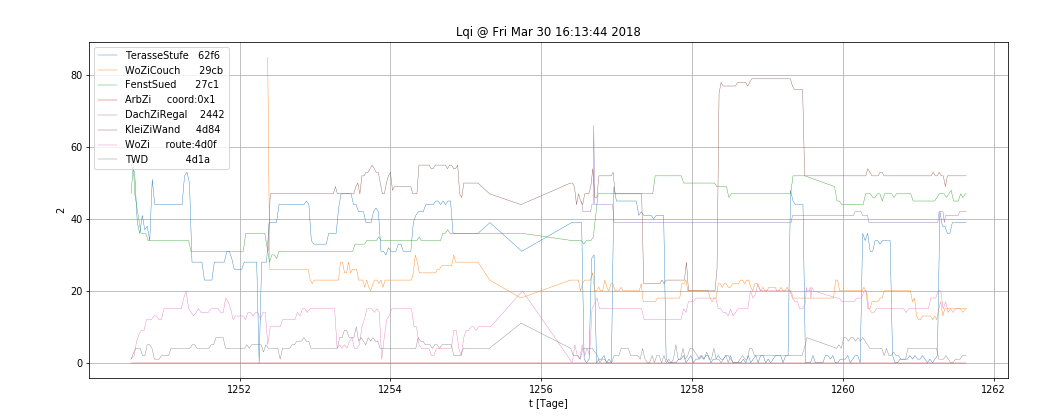 Lqi @ Fri Mar 30 16:13:44 2018
TerasseStufe 62f6
WoZiCouch 29cb
FenstSued 27c1
ArbZi coord:0x1
DachZiRegal 2442
KleiZiWand 4d84
WoZi route:4d0f
TWD 4d1a
80
60
40
20
0
2
1252 1254 1256 1258 1260 1262
t [Tage]